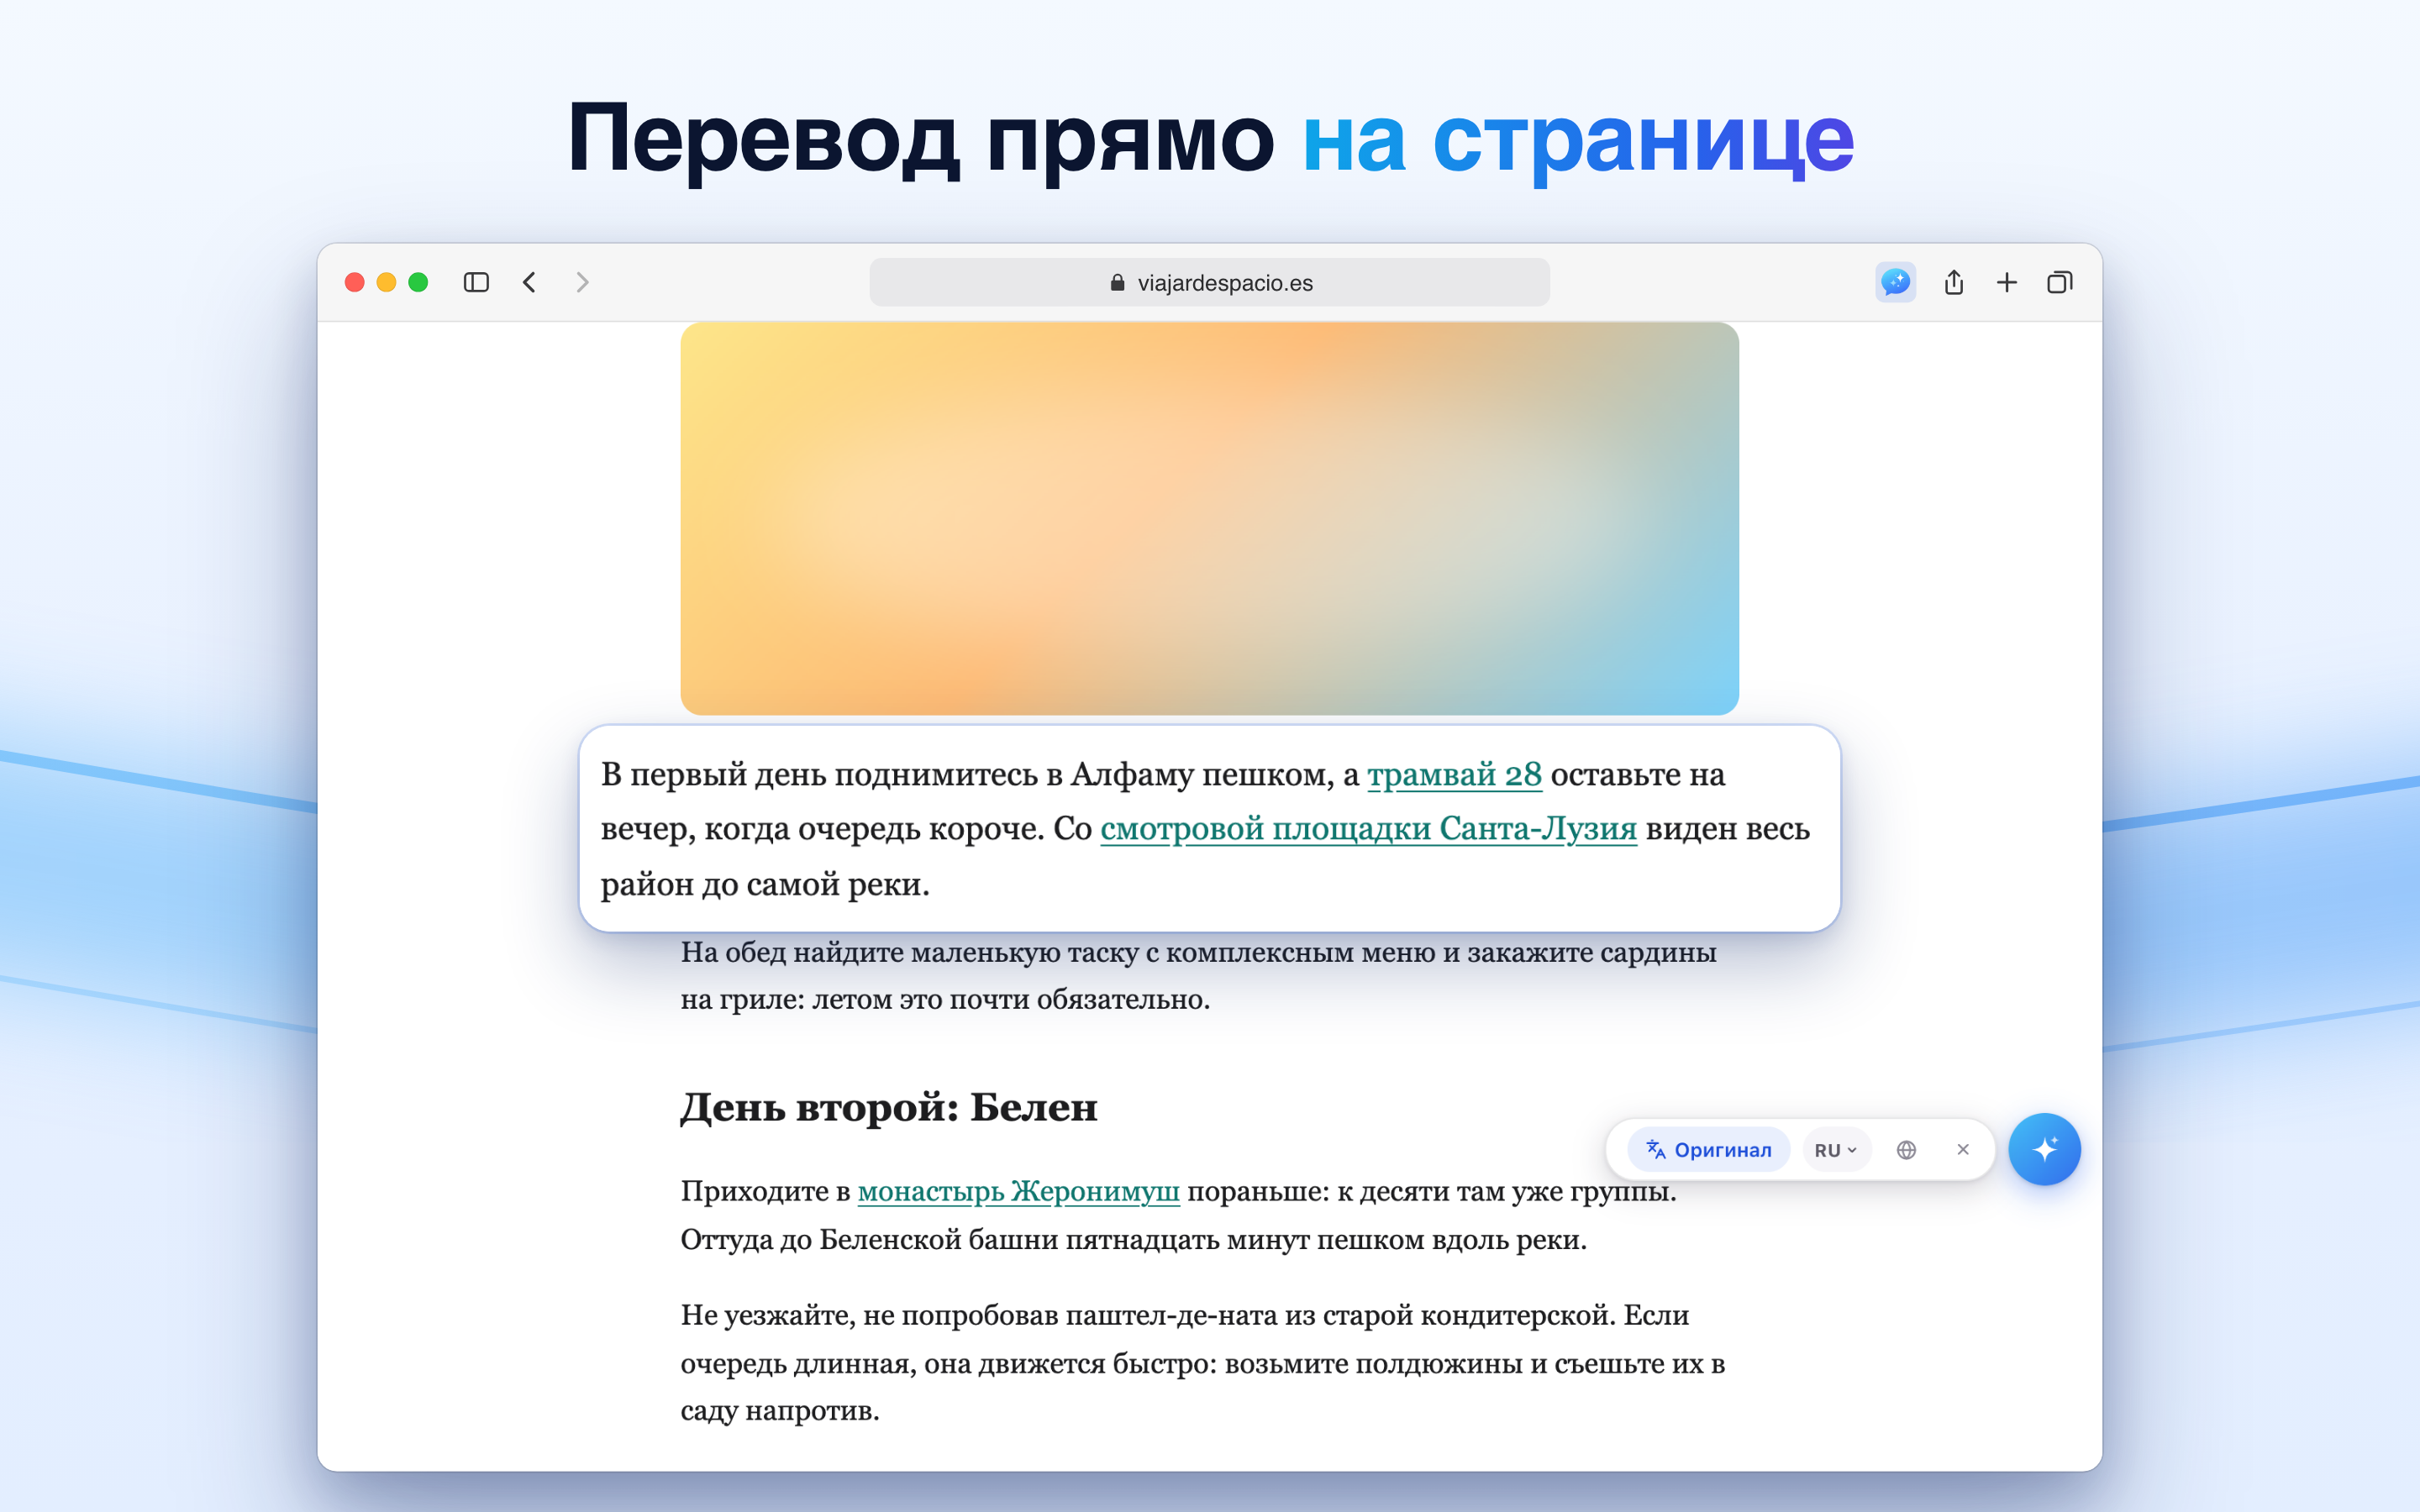 Перевод прямо на странице
viajardespacio.es
В первый день поднимитесь в Алфаму пешком, а трамвай 28 оставьте на
вечер, когда очередь короче. Со смотровой площадки Санта-Лузия виден весь
район до самой реки.
На обед найдите маленькую таску с комплексным меню и закажите сардины
на гриле: летом это почти обязательно.
День второй: Белен
Оригинал
RU
Приходите в монастырь Жеронимуш пораньше: к десяти там уже группы.
Оттуда до Беленской башни пятнадцать минут пешком вдоль реки.
Не уезжайте, не попробовав паштел-де-ната из старой кондитерской. Если
очередь длинная, она движется быстро: возьмите полдюжины и съешьте их в
саду напротив.